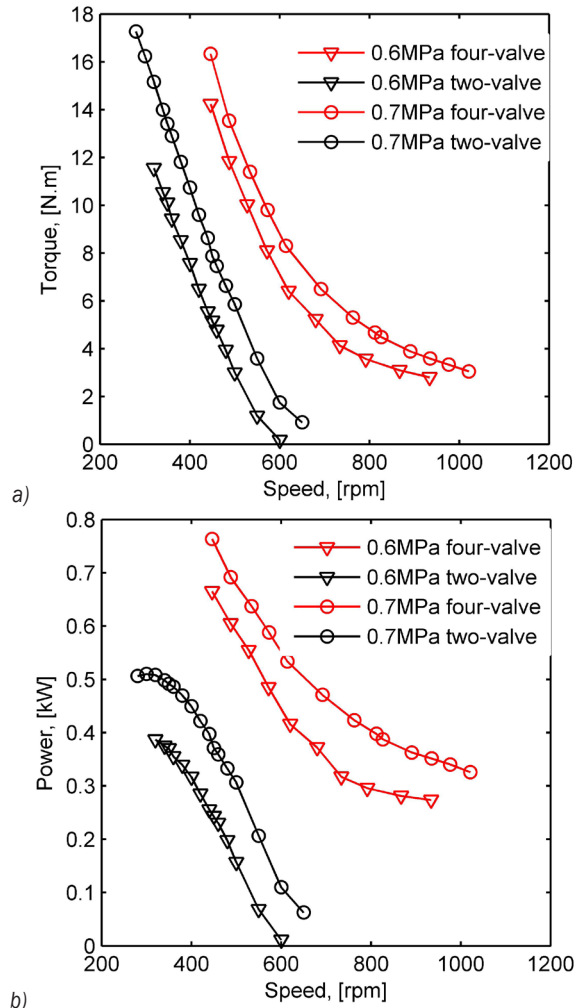 18
16
14
12
10
8
6
4
2
0
Torque, [N.m]
0.6MPa four-valve
0.6MPa two-valve
0.7MPa four-valve
0.7MPa two-valve
200 400 600 800 1000 1200
Speed, [rpm]
a)
0.8
0.7
0.6
0.5
0.4
0.3
0.2
0.1
0
Power, [kW]
0.6MPa four-valve
0.6MPa two-valve
0.7MPa four-valve
0.7MPa two-valve
200 400 600 800 1000 1200
Speed, [rpm]
b)